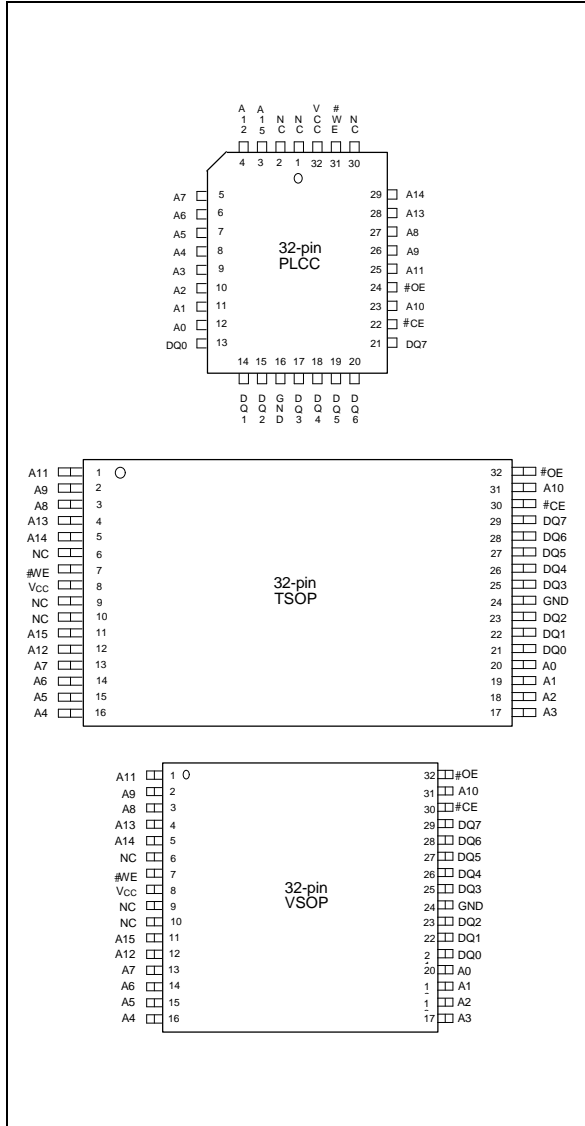 A12 A15 NC NC VCC #WE NC
4 3 2 1 32 31 30
A7 5 29 A14
A6 6 28 A13
A5 7 27 A8
A4 8 26 A9
A3 9 25 A11
A2 10 24 #OE
A1 11 23 A10
A0 12 22 #CE
DQ0 13 21 DQ7
32-pin
PLCC
14 15 16 17 18 19 20
DQ1 DQ2 GND DQ3 DQ4 DQ5 DQ6
A11 1 32 #OE
A9 2 31 A10
A8 3 30 #CE
A13 4 29 DQ7
A14 5 28 DQ6
NC 6 27 DQ5
#WE 7 26 DQ4
VCC 8 25 DQ3
NC 9 24 GND
NC 10 23 DQ2
A15 11 22 DQ1
A12 12 21 DQ0
A7 13 20 A0
A6 14 19 A1
A5 15 18 A2
A4 16 17 A3
32-pin
TSOP
A11 1 32 #OE
A9 2 31 A10
A8 3 30 #CE
A13 4 29 DQ7
A14 5 28 DQ6
NC 6 27 DQ5
#WE 7 26 DQ4
VCC 8 25 DQ3
NC 9 24 GND
NC 10 23 DQ2
A15 11 22 DQ1
A12 12 2 DQ0
A7 13 20 A0
A6 14 1 A1
A5 15 1 A2
A4 16 17 A3
32-pin
VSOP